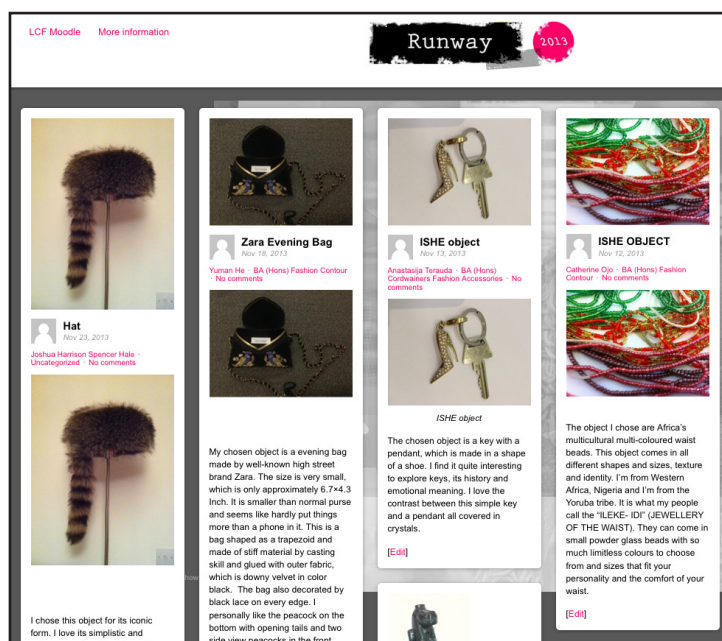 LCF Moodle
More information
Runway
2013
Hat
Nov 23, 2013
Joshua Harrison Spencer Hale ·
Uncategorized · No comments
I chose this object for its iconic
form. I love its simplistic and
Zara Evening Bag
Nov 18, 2013
Yuman He · BA (Hons) Fashion Contour
· No comments
My chosen object is a evening bag
made by well-known high street
brand Zara. The size is very small,
which is only approximately 6.7×4.3
Inch. It is smaller than normal purse
and seems like hardly put things
more than a phone in it. This is a
bag shaped as a trapezoid and
made of stiff material by casting
skill and glued with outer fabric,
which is downy velvet in color
black. The bag also decorated by
black lace on every edge. I
personally like the peacock on the
bottom with opening tails and two
side view peacocks in the front
ISHE object
Nov 13, 2013
Anastasija Terauda · BA (Hons)
Cordwainers Fashion Accessories · No
comments
ISHE object
The chosen object is a key with a
pendant, which is made in a shape
of a shoe. I find it quite interesting
to explore keys, its history and
emotional meaning. I love the
contrast between this simple key
and a pendant all covered in
crystals.
[Edit]
ISHE OBJECT
Nov 12, 2013
Catherine Ojo · BA (Hons) Fashion
Contour · No comments
The object I chose are Africa's
multicultural multi-coloured waist
beads. This object comes in all
different shapes and sizes, texture
and identity. I'm from Western
Africa, Nigeria and I'm from the
Yoruba tribe. It is what my people
call the "ILEKE- IDI" (JEWELLERY
OF THE WAIST). They can come in
small powder glass beads with so
much limitless colours to choose
from and sizes that fit your
personality and the comfort of your
waist.
[Edit]